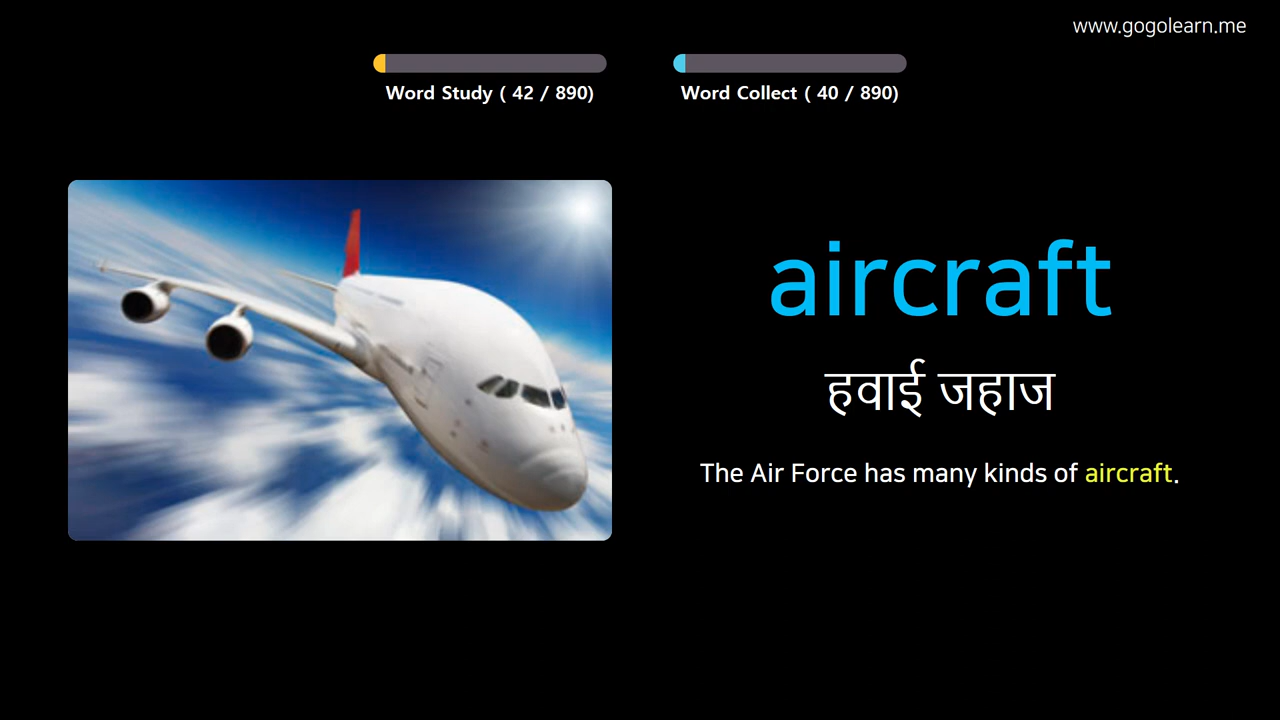 www.gogolearn.me
Word Study ( 42 / 890)
Word Collect ( 40 / 890)
aircraft
हवाई जहाज
The Air Force has many kinds of aircraft.